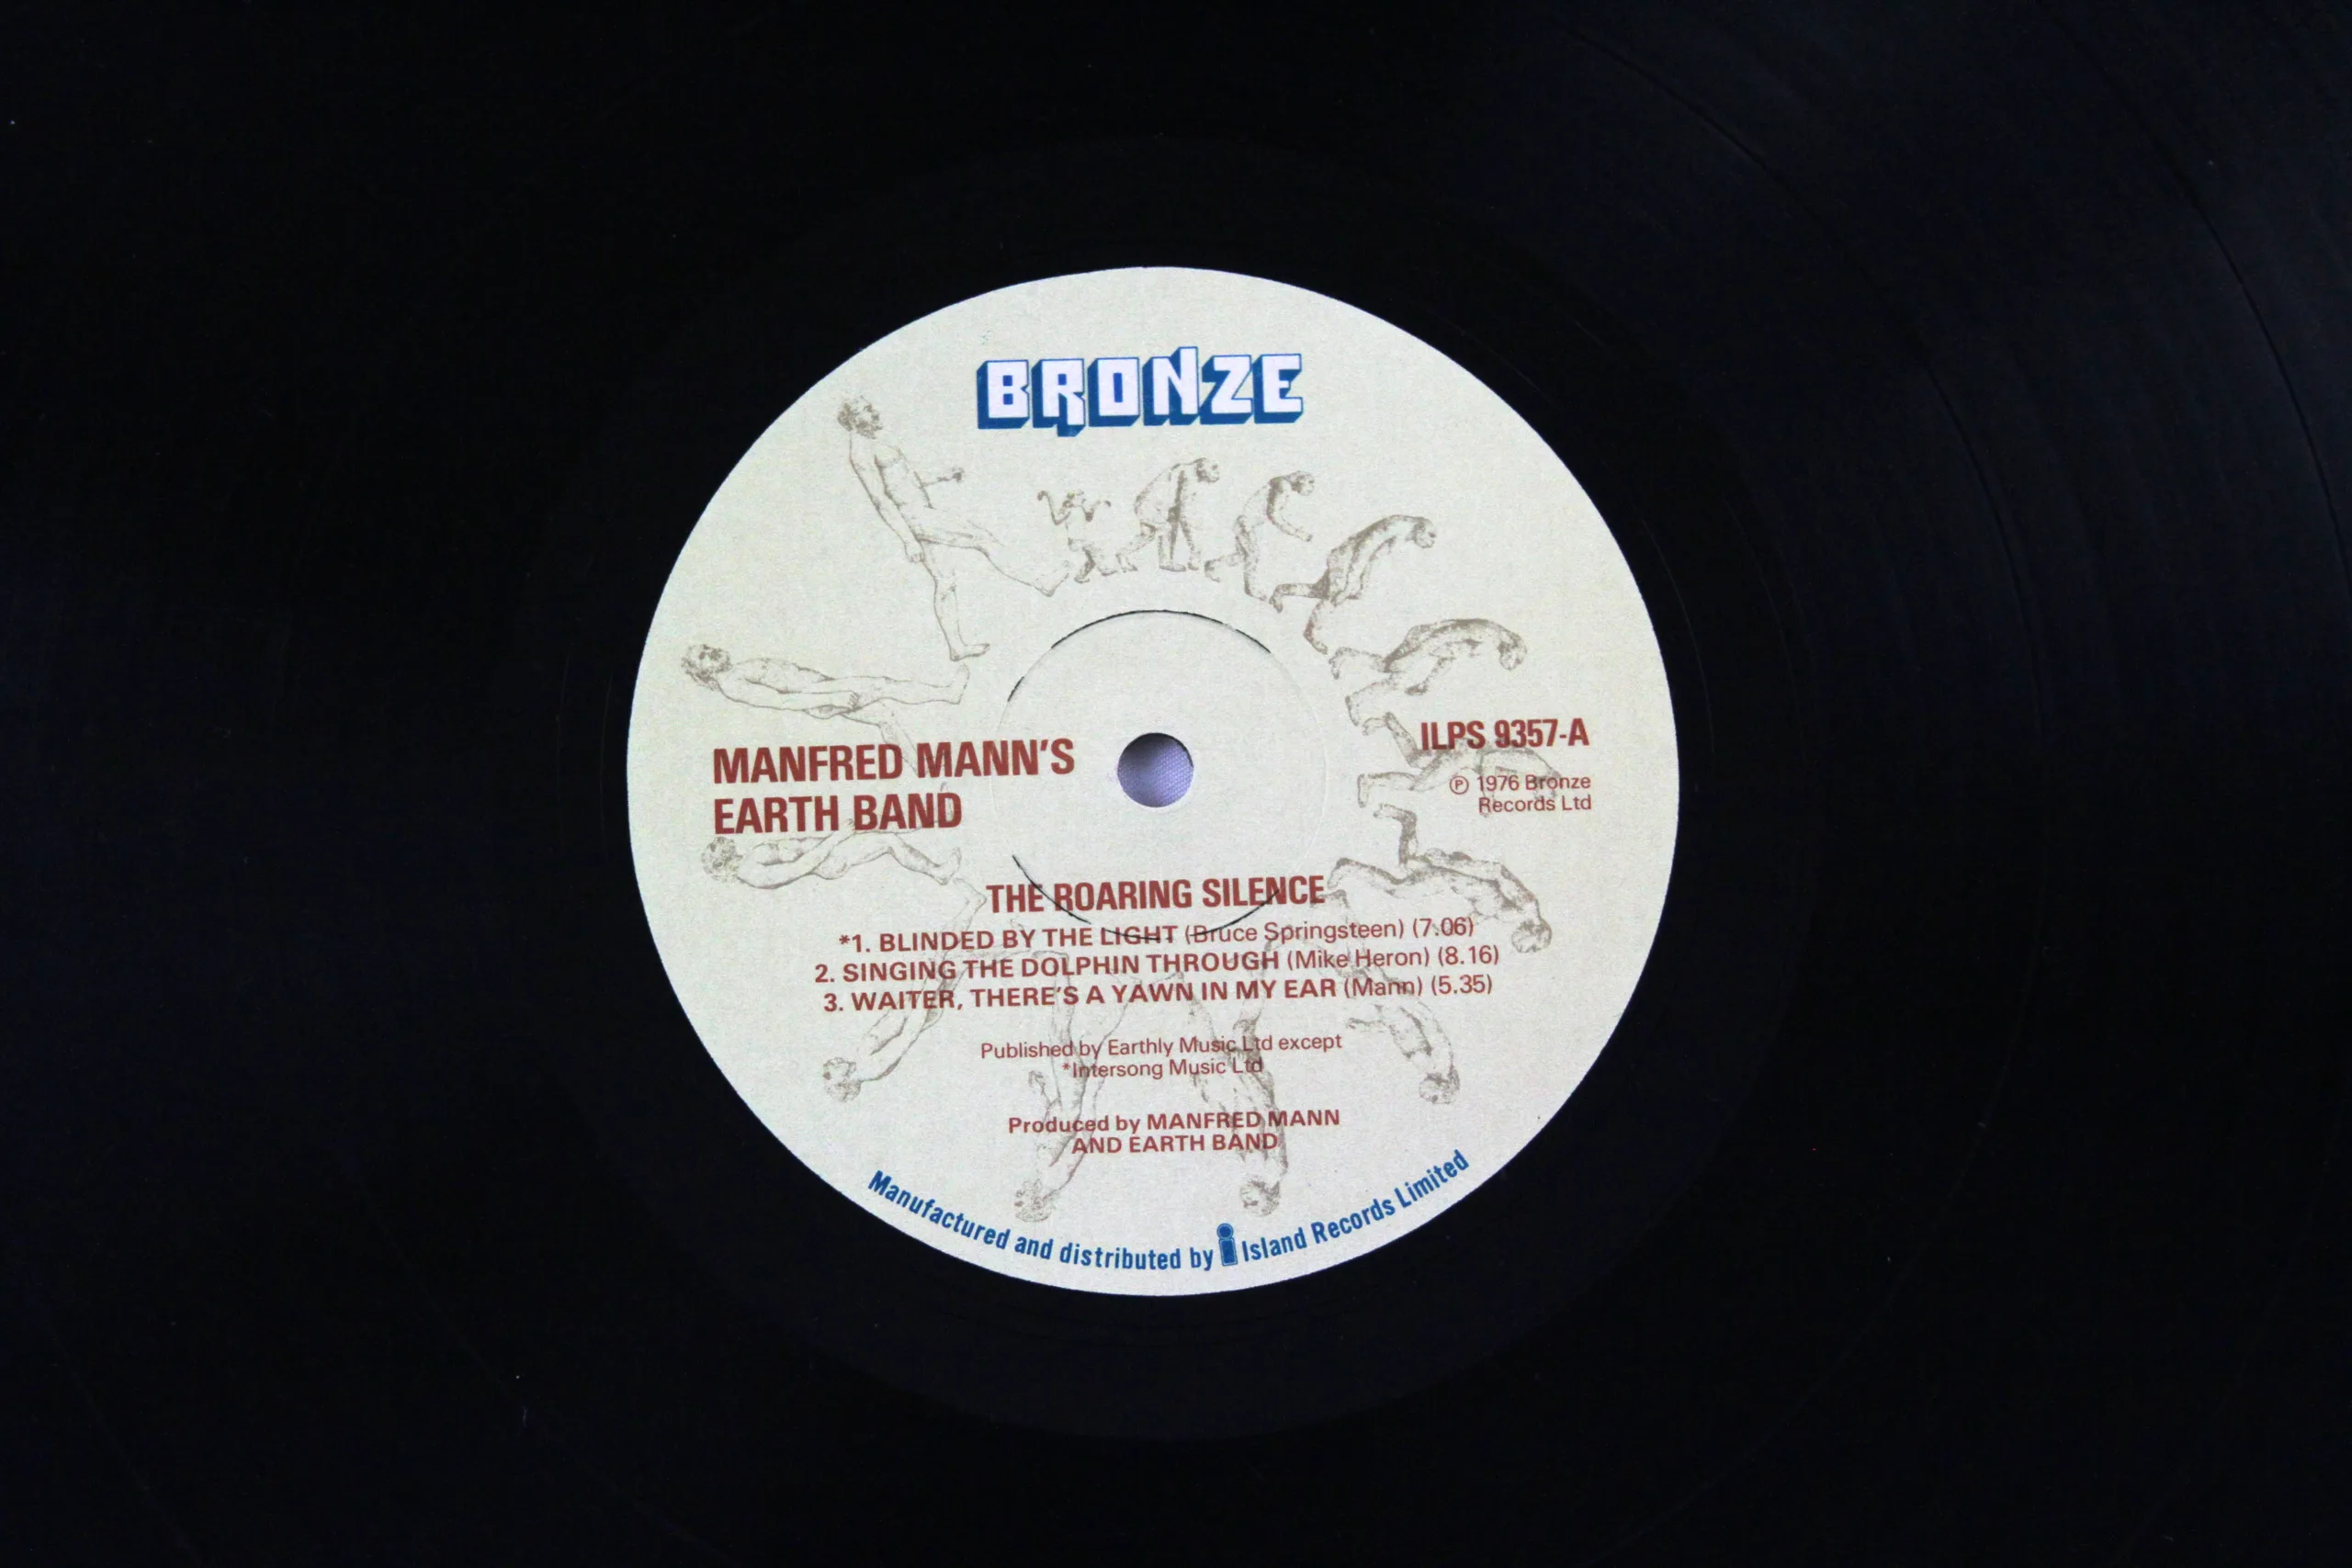 BRONZE
MANFRED MANN'S
EARTH BAND
ILPS 9357-A
Ⓟ 1976 Bronze
Records Ltd
THE ROARING SILENCE
*1. BLINDED BY THE LIGHT (Bruce Springsteen) (7.06)
2. SINGING THE DOLPHIN THROUGH (Mike Heron) (8.16)
3. WAITER, THERE'S A YAWN IN MY EAR (Mann) (5.35)
Published by Earthly Music Ltd except
*Intersong Music Ltd
Produced by MANFRED MANN
AND EARTH BAND
Manufactured and distributed by i Island Records Limited